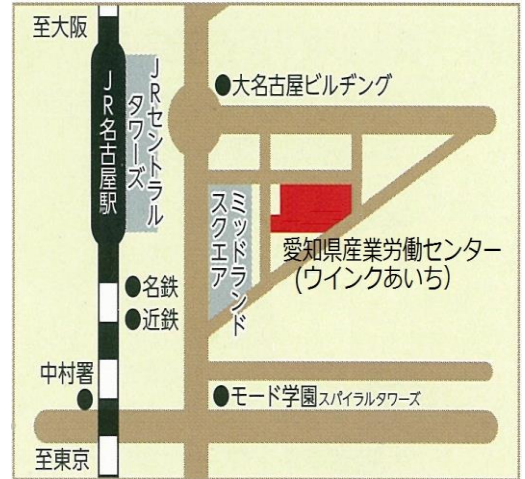 至大阪
JR名古屋駅
JRセントラル
タワーズ
●大名古屋ビルヂング
ミッドランド
スクエア
愛知県産業労働センター
(ウインクあいち)
●名鉄
●近鉄
中村署
●モード学園スパイラルタワーズ
至東京